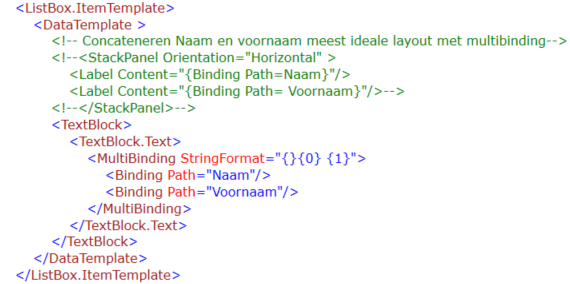 <ListBox.ItemTemplate>
<DataTemplate >
<!-- Concateneren Naam en voornaam meest ideale layout met multibinding-->
<!--<StackPanel Orientation="Horizontal" >
<Label Content="{Binding Path=Naam}"/>
<Label Content="{Binding Path= Voornaam}"/>-->
<!--</StackPanel>-->
<TextBlock>
<TextBlock.Text>
<MultiBinding StringFormat="{}{0} {1}">
<Binding Path="Naam"/>
<Binding Path="Voornaam"/>
</MultiBinding>
</TextBlock.Text>
</TextBlock>
</DataTemplate>
</ListBox.ItemTemplate>